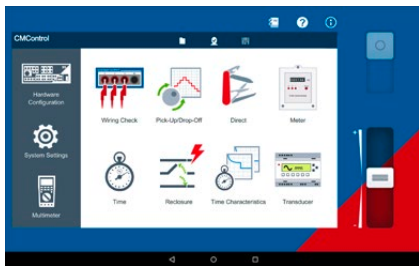 CMControl
Hardware
Configuration
System Settings
Multimeter
Wiring Check
Pick-Up/Drop-Off
Direct
Meter
Time
Reclosure
Time Characteristics
Transducer